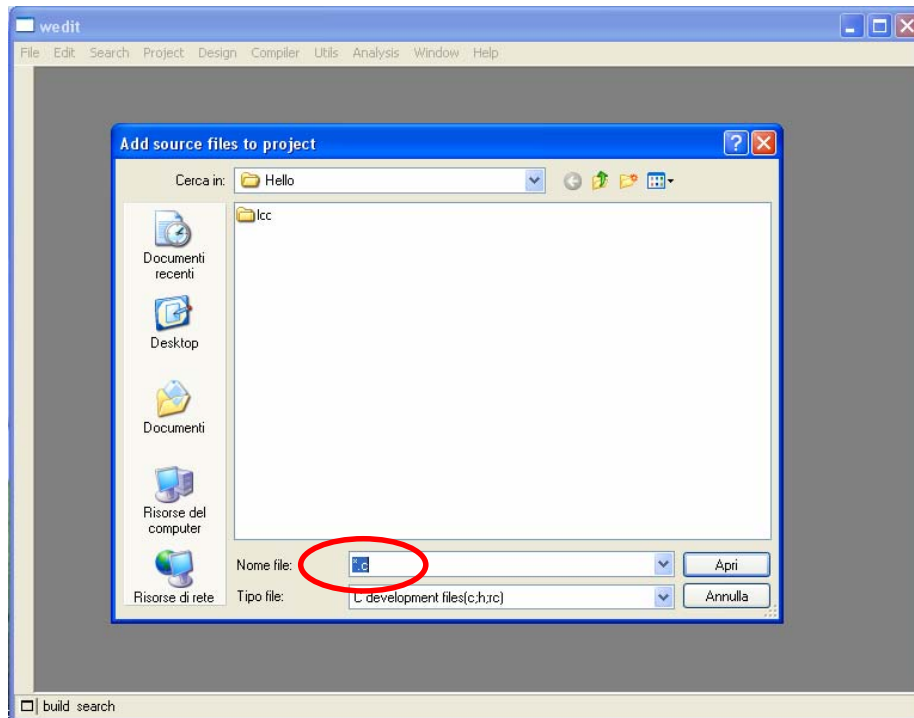 wedit
File Edit Search Project Design Compiler Utils Analysis Window Help
Add source files to project
Cerca in: Hello
lcc
Documenti
recenti
Desktop
Documenti
Risorse del
computer
Risorse di rete
Nome file: *.c Apri
Tipo file: C development files(c;h;rc) Annulla
build search